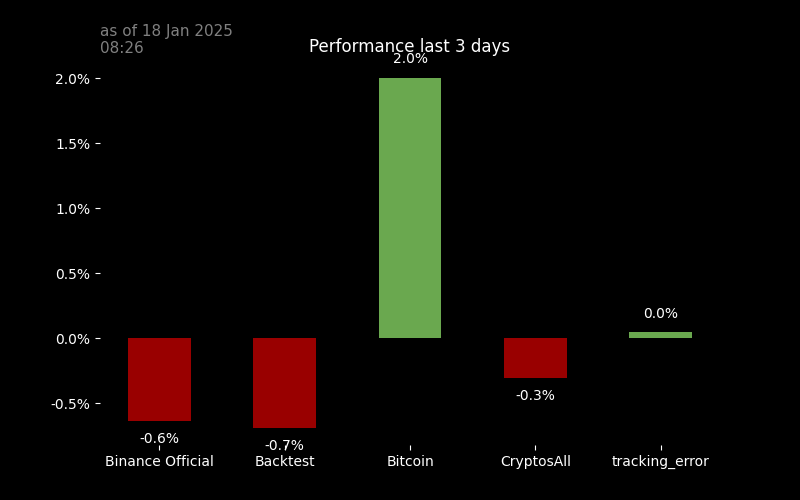 as of 18 Jan 2025
08:26
Performance last 3 days
2.0%
2.0%
1.5%
1.0%
0.5%
0.0%
0.0%
-0.5%
-0.3%
-0.6%
-0.7%
Binance Official
Backtest
Bitcoin
CryptosAll
tracking_error